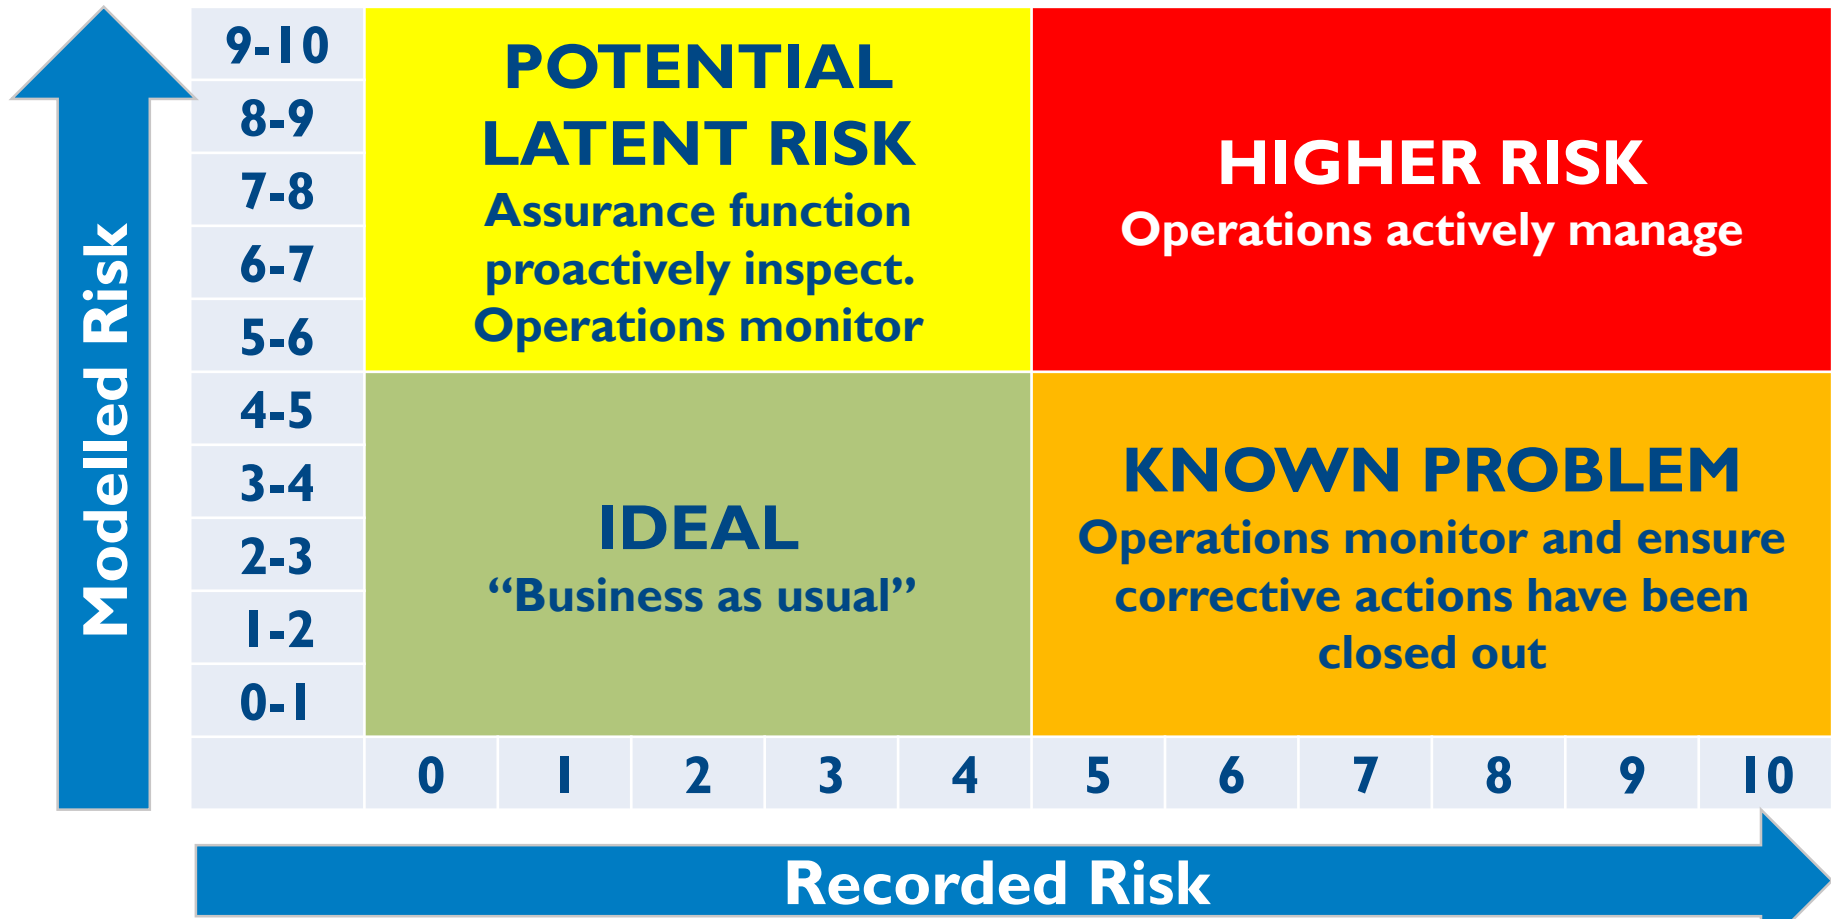 Modelled Risk
9-10
8-9
7-8
6-7
5-6
4-5
3-4
2-3
1-2
0-1
POTENTIAL
LATENT RISK
Assurance function
proactively inspect.
Operations monitor
HIGHER RISK
Operations actively manage
IDEAL
“Business as usual”
KNOWN PROBLEM
Operations monitor and ensure
corrective actions have been
closed out
0 1 2 3 4 5 6 7 8 9 10
Recorded Risk